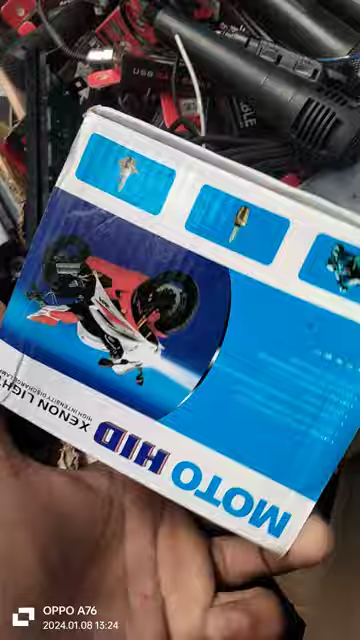 MOTO HID
XENON LIGHT
HIGH INTENSITY DISCHARGE LAMP
OPPO A76
2024.01.08 13:24